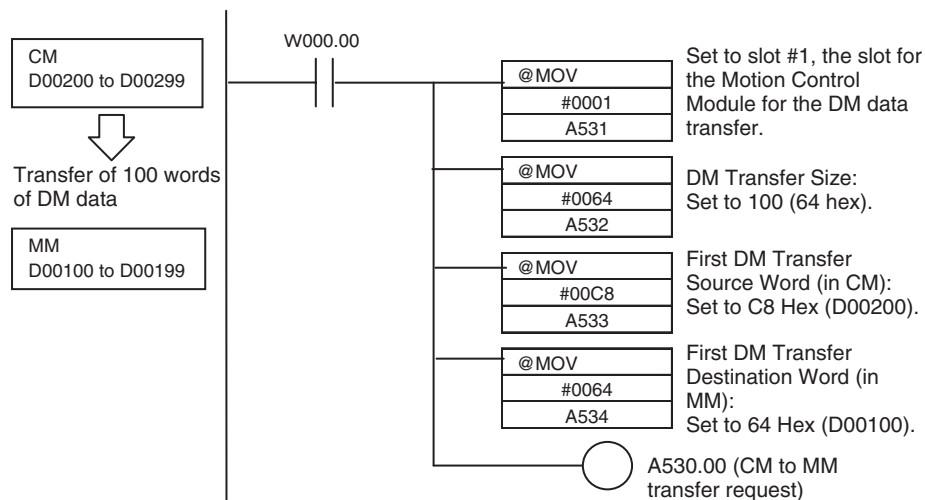 CM
D00200 to D00299
Transfer of 100 words
of DM data
MM
D00100 to D00199
W000.00
@MOV
#0001
A531
Set to slot #1, the slot for
the Motion Control
Module for the DM data
transfer.
@MOV
#0064
A532
DM Transfer Size:
Set to 100 (64 hex).
@MOV
#00C8
A533
First DM Transfer
Source Word (in CM):
Set to C8 Hex (D00200).
@MOV
#0064
A534
First DM Transfer
Destination Word (in
MM):
Set to 64 Hex (D00100).
A530.00 (CM to MM
transfer request)